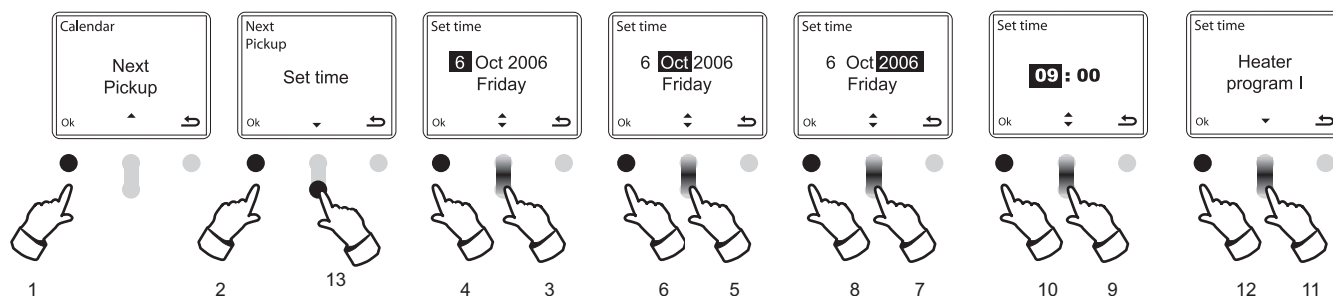 Calendar
Next
Pickup
Ok
Next
Pickup
Set time
Ok
Set time
6 Oct 2006
Friday
Ok
Set time
6 Oct 2006
Friday
Ok
Set time
6 Oct 2006
Friday
Ok
Set time
09 : 00
Ok
Set time
Heater
program I
Ok
1
2
13
4
3
6
5
8
7
10
9
12
11